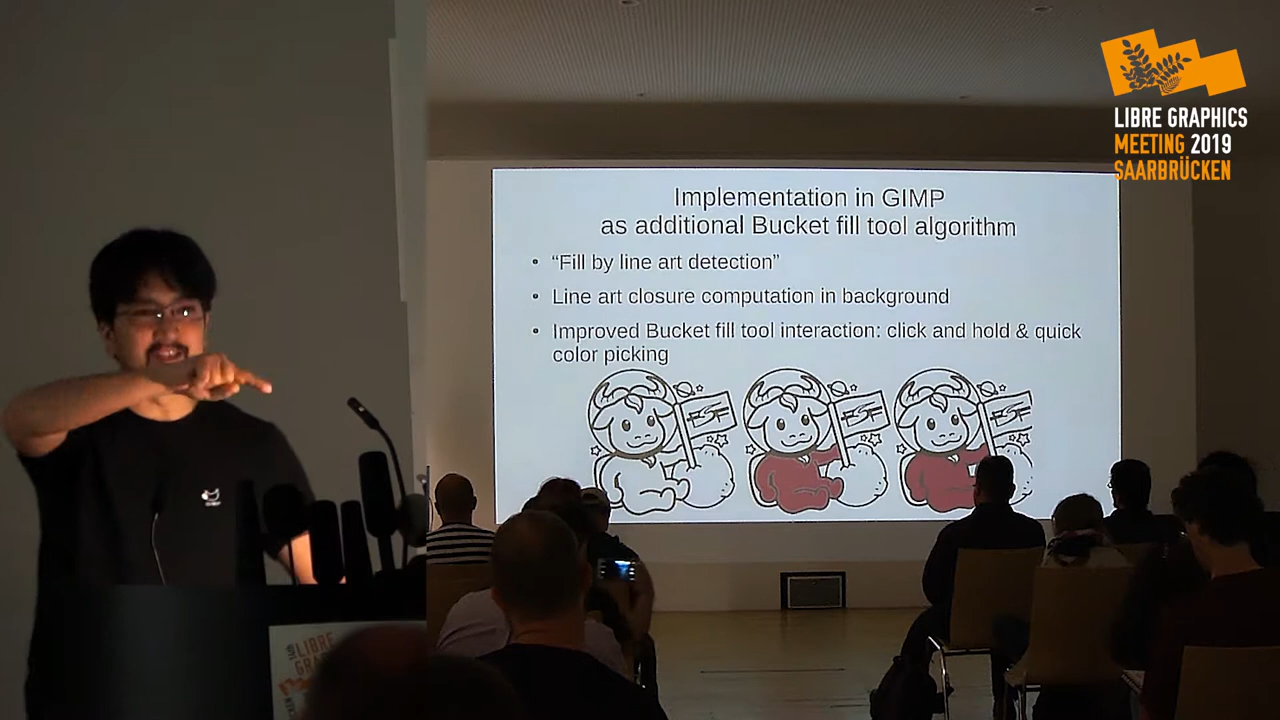 LIBRE GRAPHICS
MEETING 2019
SAARBRÜCKEN
Implementation in GIMP
as additional Bucket fill tool algorithm
• “Fill by line art detection”
• Line art closure computation in background
• Improved Bucket fill tool interaction: click and hold & quick
color picking
LIBRE